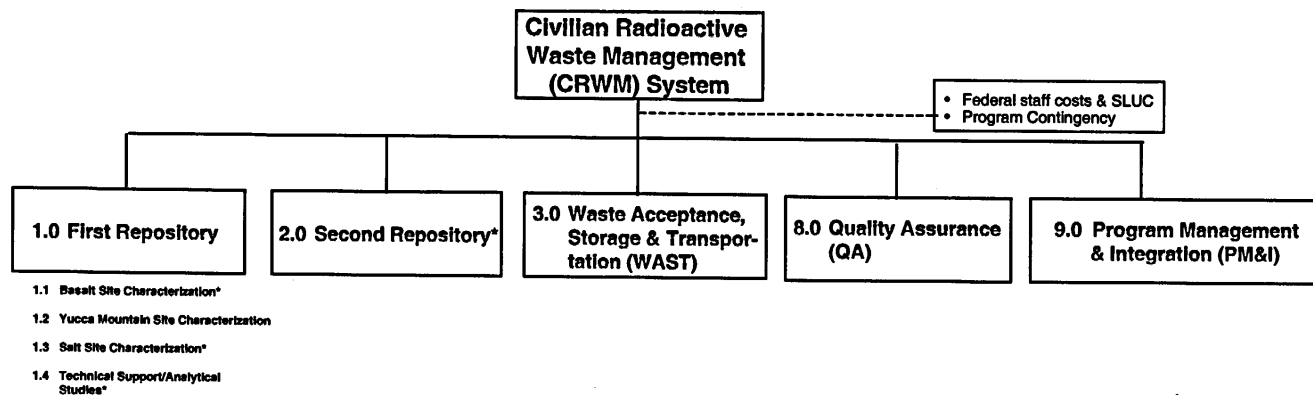 Civilian Radioactive
Waste Management
(CRWM) System
• Federal staff costs & SLUC
• Program Contingency
1.0 First Repository
2.0 Second Repository*
3.0 Waste Acceptance,
Storage & Transpor-
tation (WAST)
8.0 Quality Assurance
(QA)
9.0 Program Management
& Integration (PM&I)
1.1 Basalt Site Characterization*
1.2 Yucca Mountain Site Characterization
1.3 Salt Site Characterization*
1.4 Technical Support/Analytical
Studies*